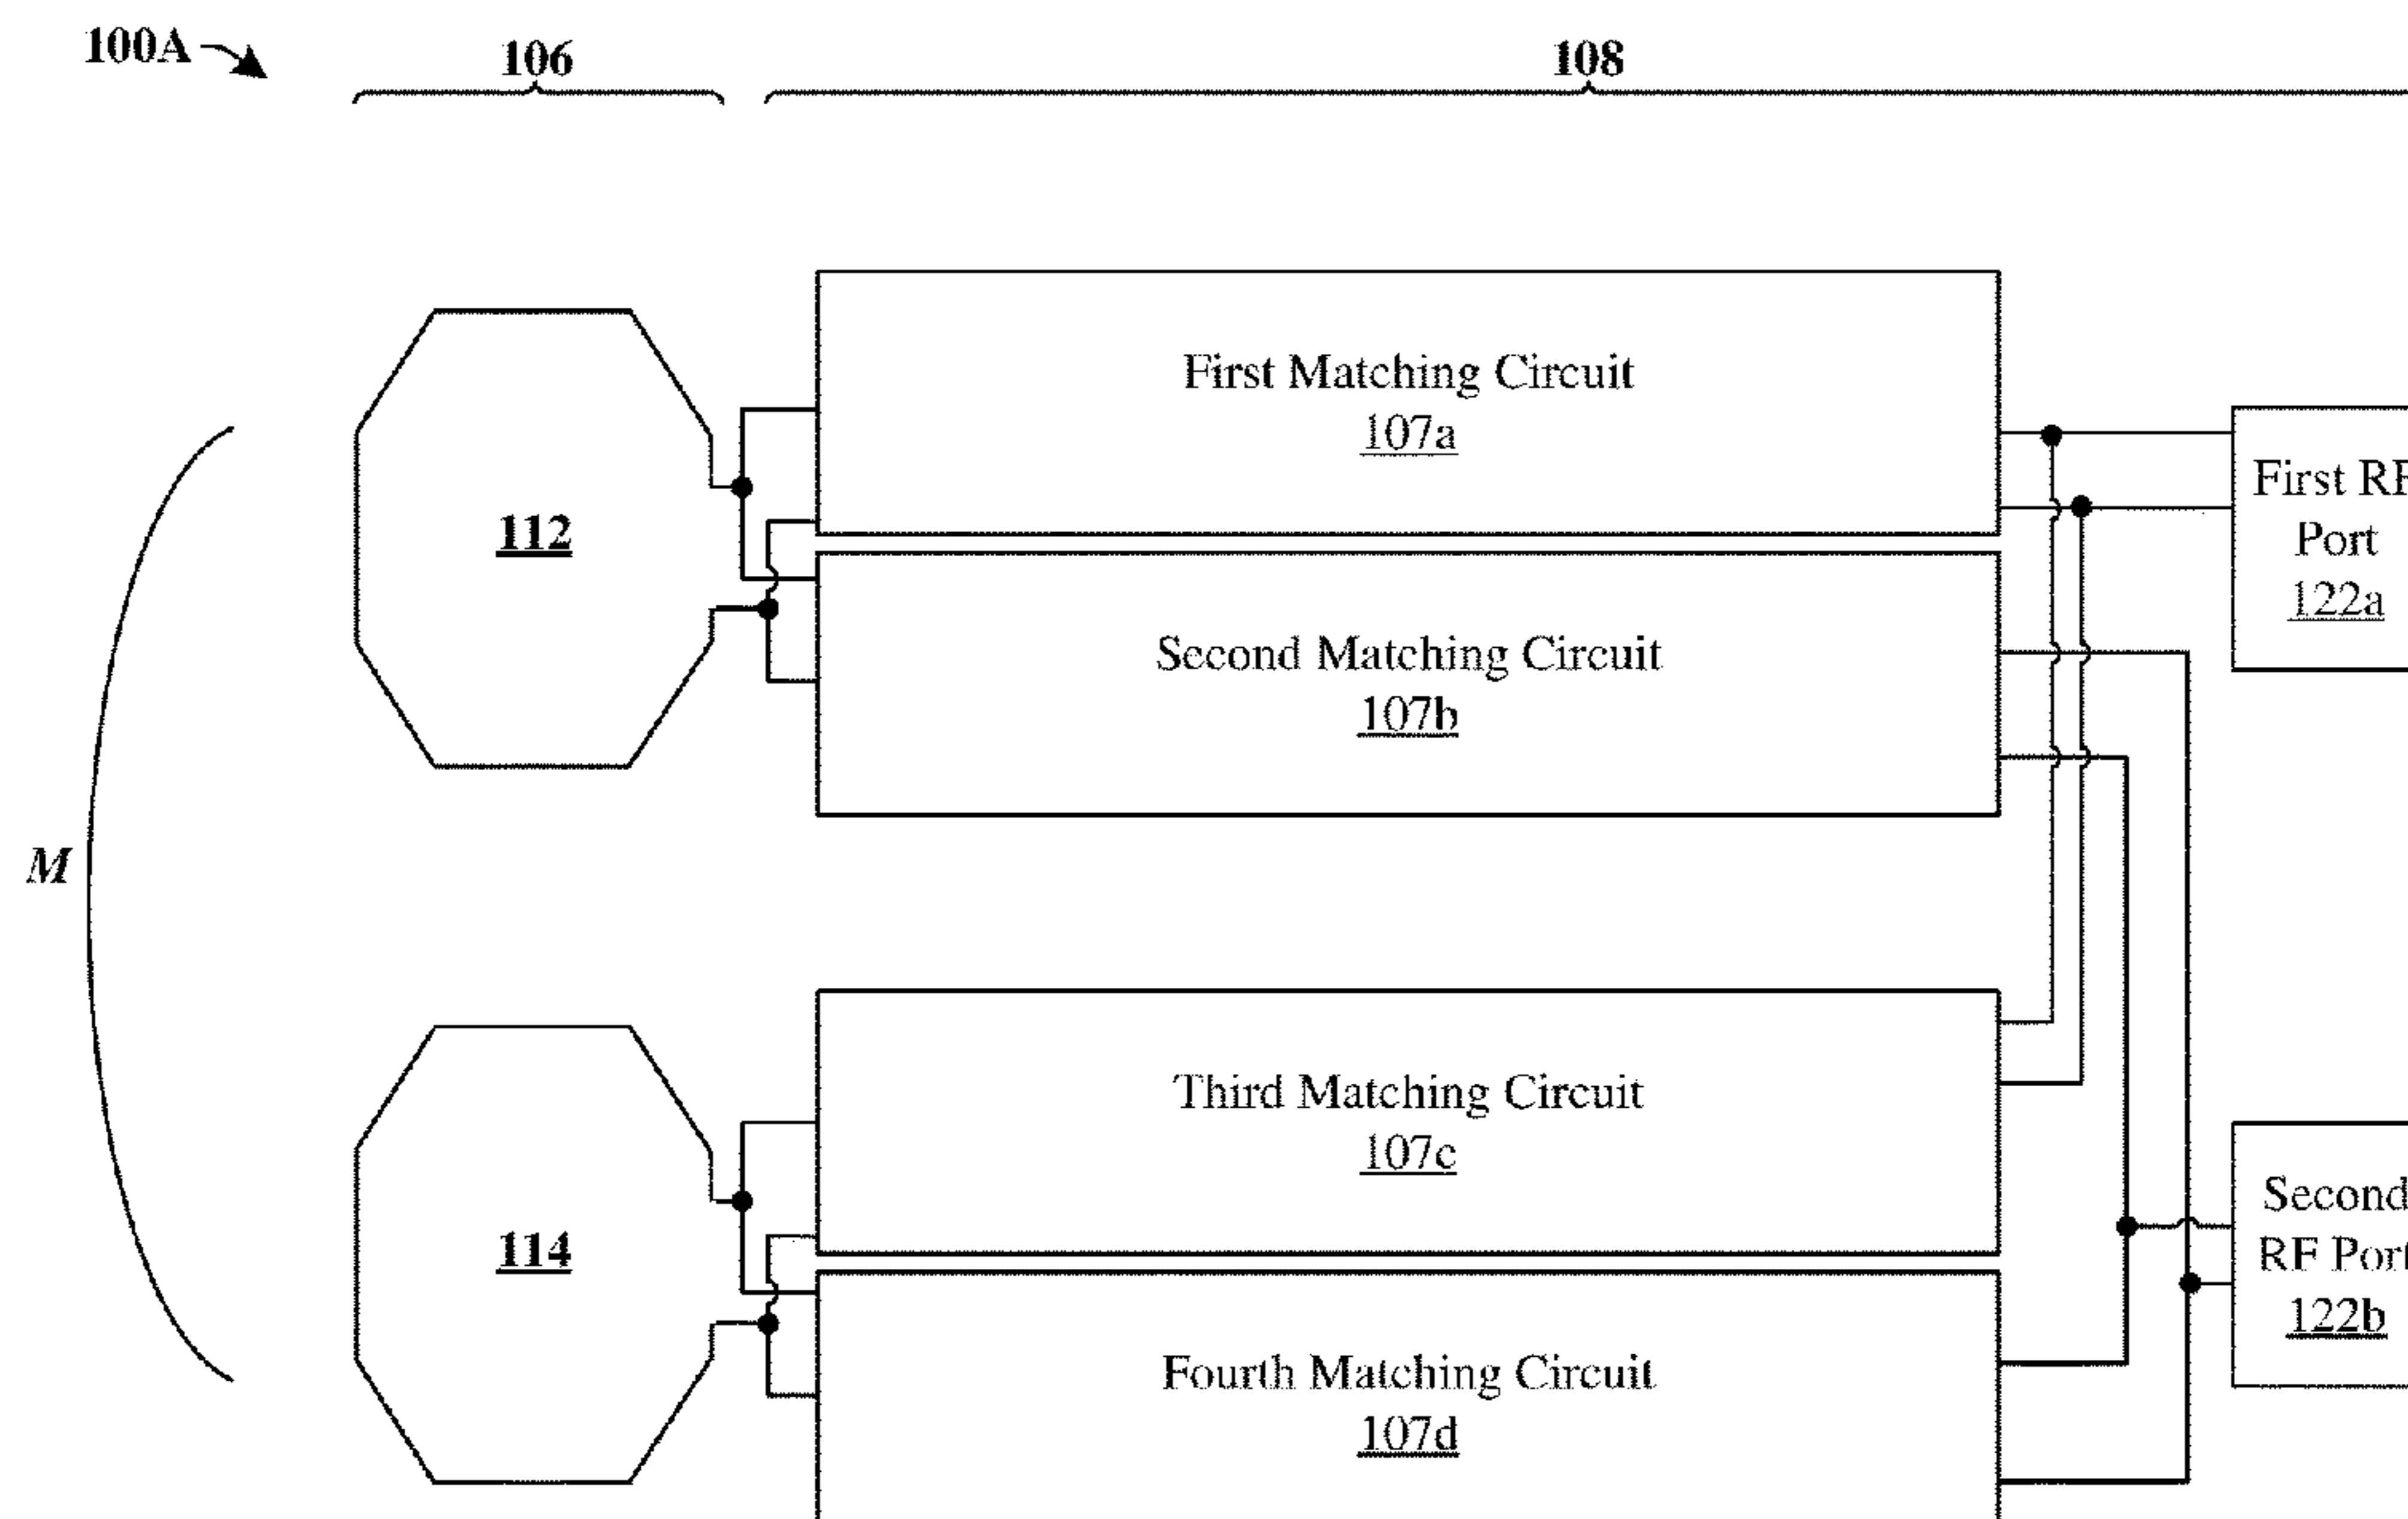 100A
106
108
First Matching Circuit
107a
112
Second Matching Circuit
107b
First RF
Port
122a
M
Third Matching Circuit
107c
114
Fourth Matching Circuit
107d
Second
RF Port
122b